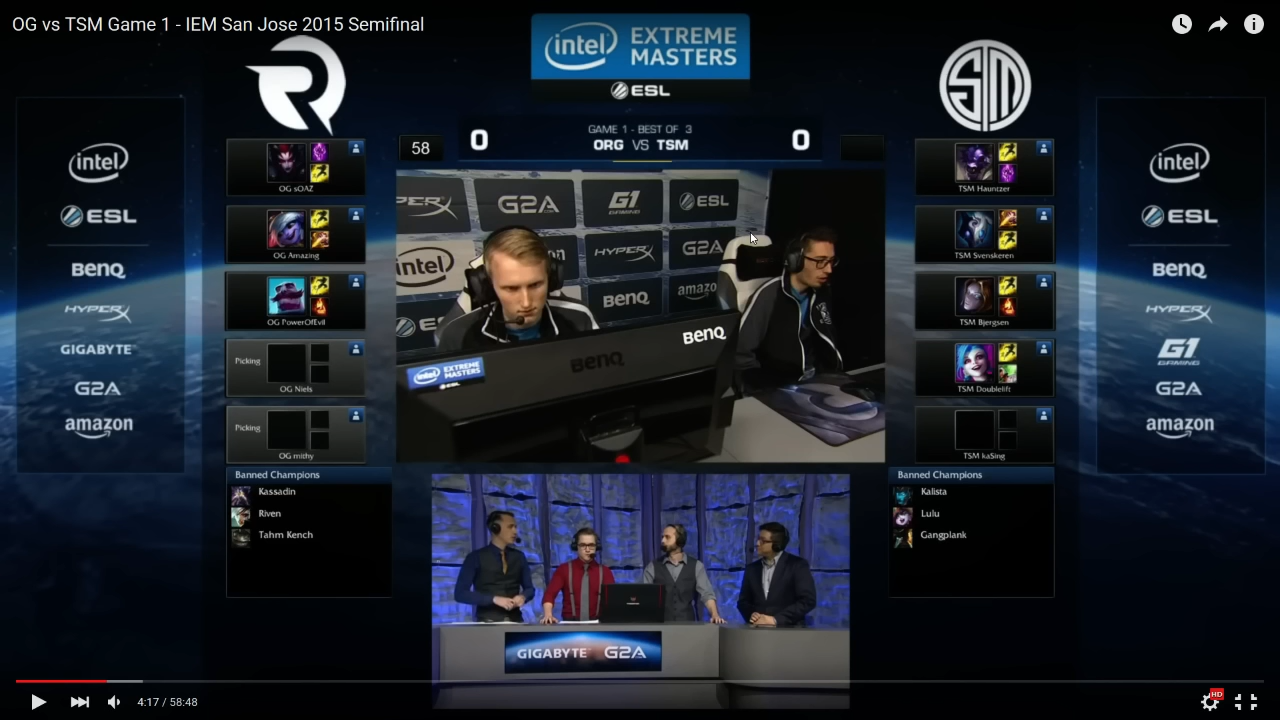 OG vs TSM Game 1 - IEM San Jose 2015 Semifinal
intel EXTREME
MASTERS
ESL
GAME 1 - BEST OF 3
0 ORG VS TSM 0
58
intel
ESL
BenQ
HYPERX
GIGABYTE
G2A
amazon
OG sOAZ
OG Amazing
OG PowerOfEvil
Picking
OG Niels
Picking
OG mithy
Banned Champions
Kassadin
Riven
Tahm Kench
PERX
G2A
G1
GAMING
ESL
intel
HYPERX
G2A
BenQ
amazon
BenQ
BenQ
intel EXTREME
MASTERS
ESL
GIGABYTE G2A
TSM
TSM Hauntzer
TSM Svenskeren
TSM Bjergsen
TSM Doublelift
TSM kaSing
Banned Champions
Kalista
Lulu
Gangplank
intel
ESL
BenQ
HYPERX
G1
GAMING
G2A
amazon
4:17 / 58:48
HD